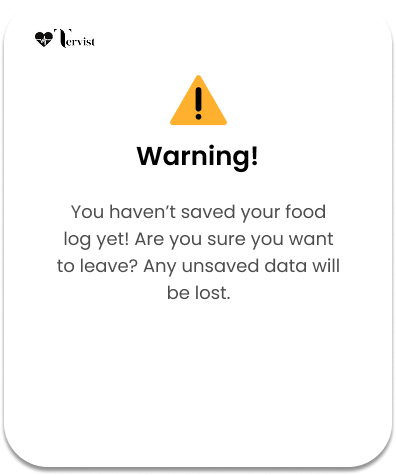 Tervist
Warning!
You haven’t saved your food
log yet! Are you sure you want
to leave? Any unsaved data will
be lost.